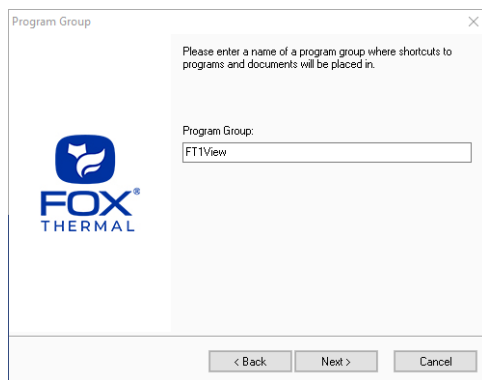 Program Group
Please enter a name of a program group where shortcuts to
programs and documents will be placed in.
Program Group:
FT1View
FOX®
THERMAL
< Back
Next >
Cancel